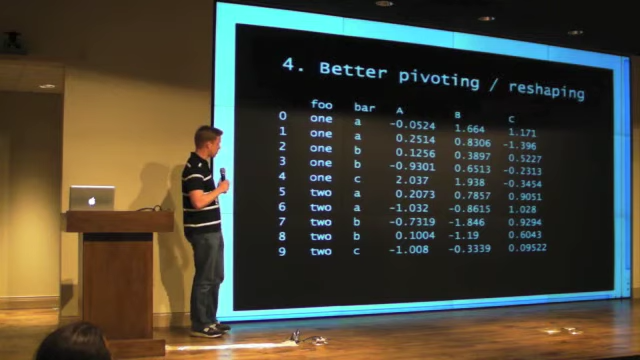 4. Better pivoting / reshaping
foo bar A B C
0 one a -0.0524 1.664 1.171
1 one a 0.2514 0.8306 -1.396
2 one b 0.1256 0.3897 0.5227
3 one b -0.9301 0.6513 -0.2313
4 one c 2.037 1.938 -0.3454
5 two a 0.2073 0.7857 0.9051
6 two a -1.032 -0.8615 1.028
7 two b -0.7319 -1.846 0.9294
8 two b 0.1004 -1.19 0.6043
9 two c -1.008 -0.3339 0.09522